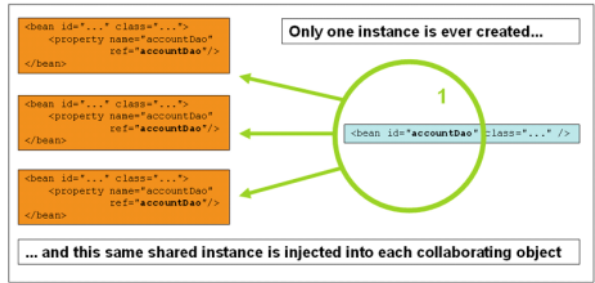 <bean id="..." class="...">
<property name="accountDao"
ref="accountDao"/>
</bean>
Only one instance is ever created...
<bean id="..." class="...">
<property name="accountDao"
ref="accountDao"/>
</bean>
1
<bean id="accountDao" class="..." />
<bean id="..." class="...">
<property name="accountDao"
ref="accountDao"/>
</bean>
... and this same shared instance is injected into each collaborating object